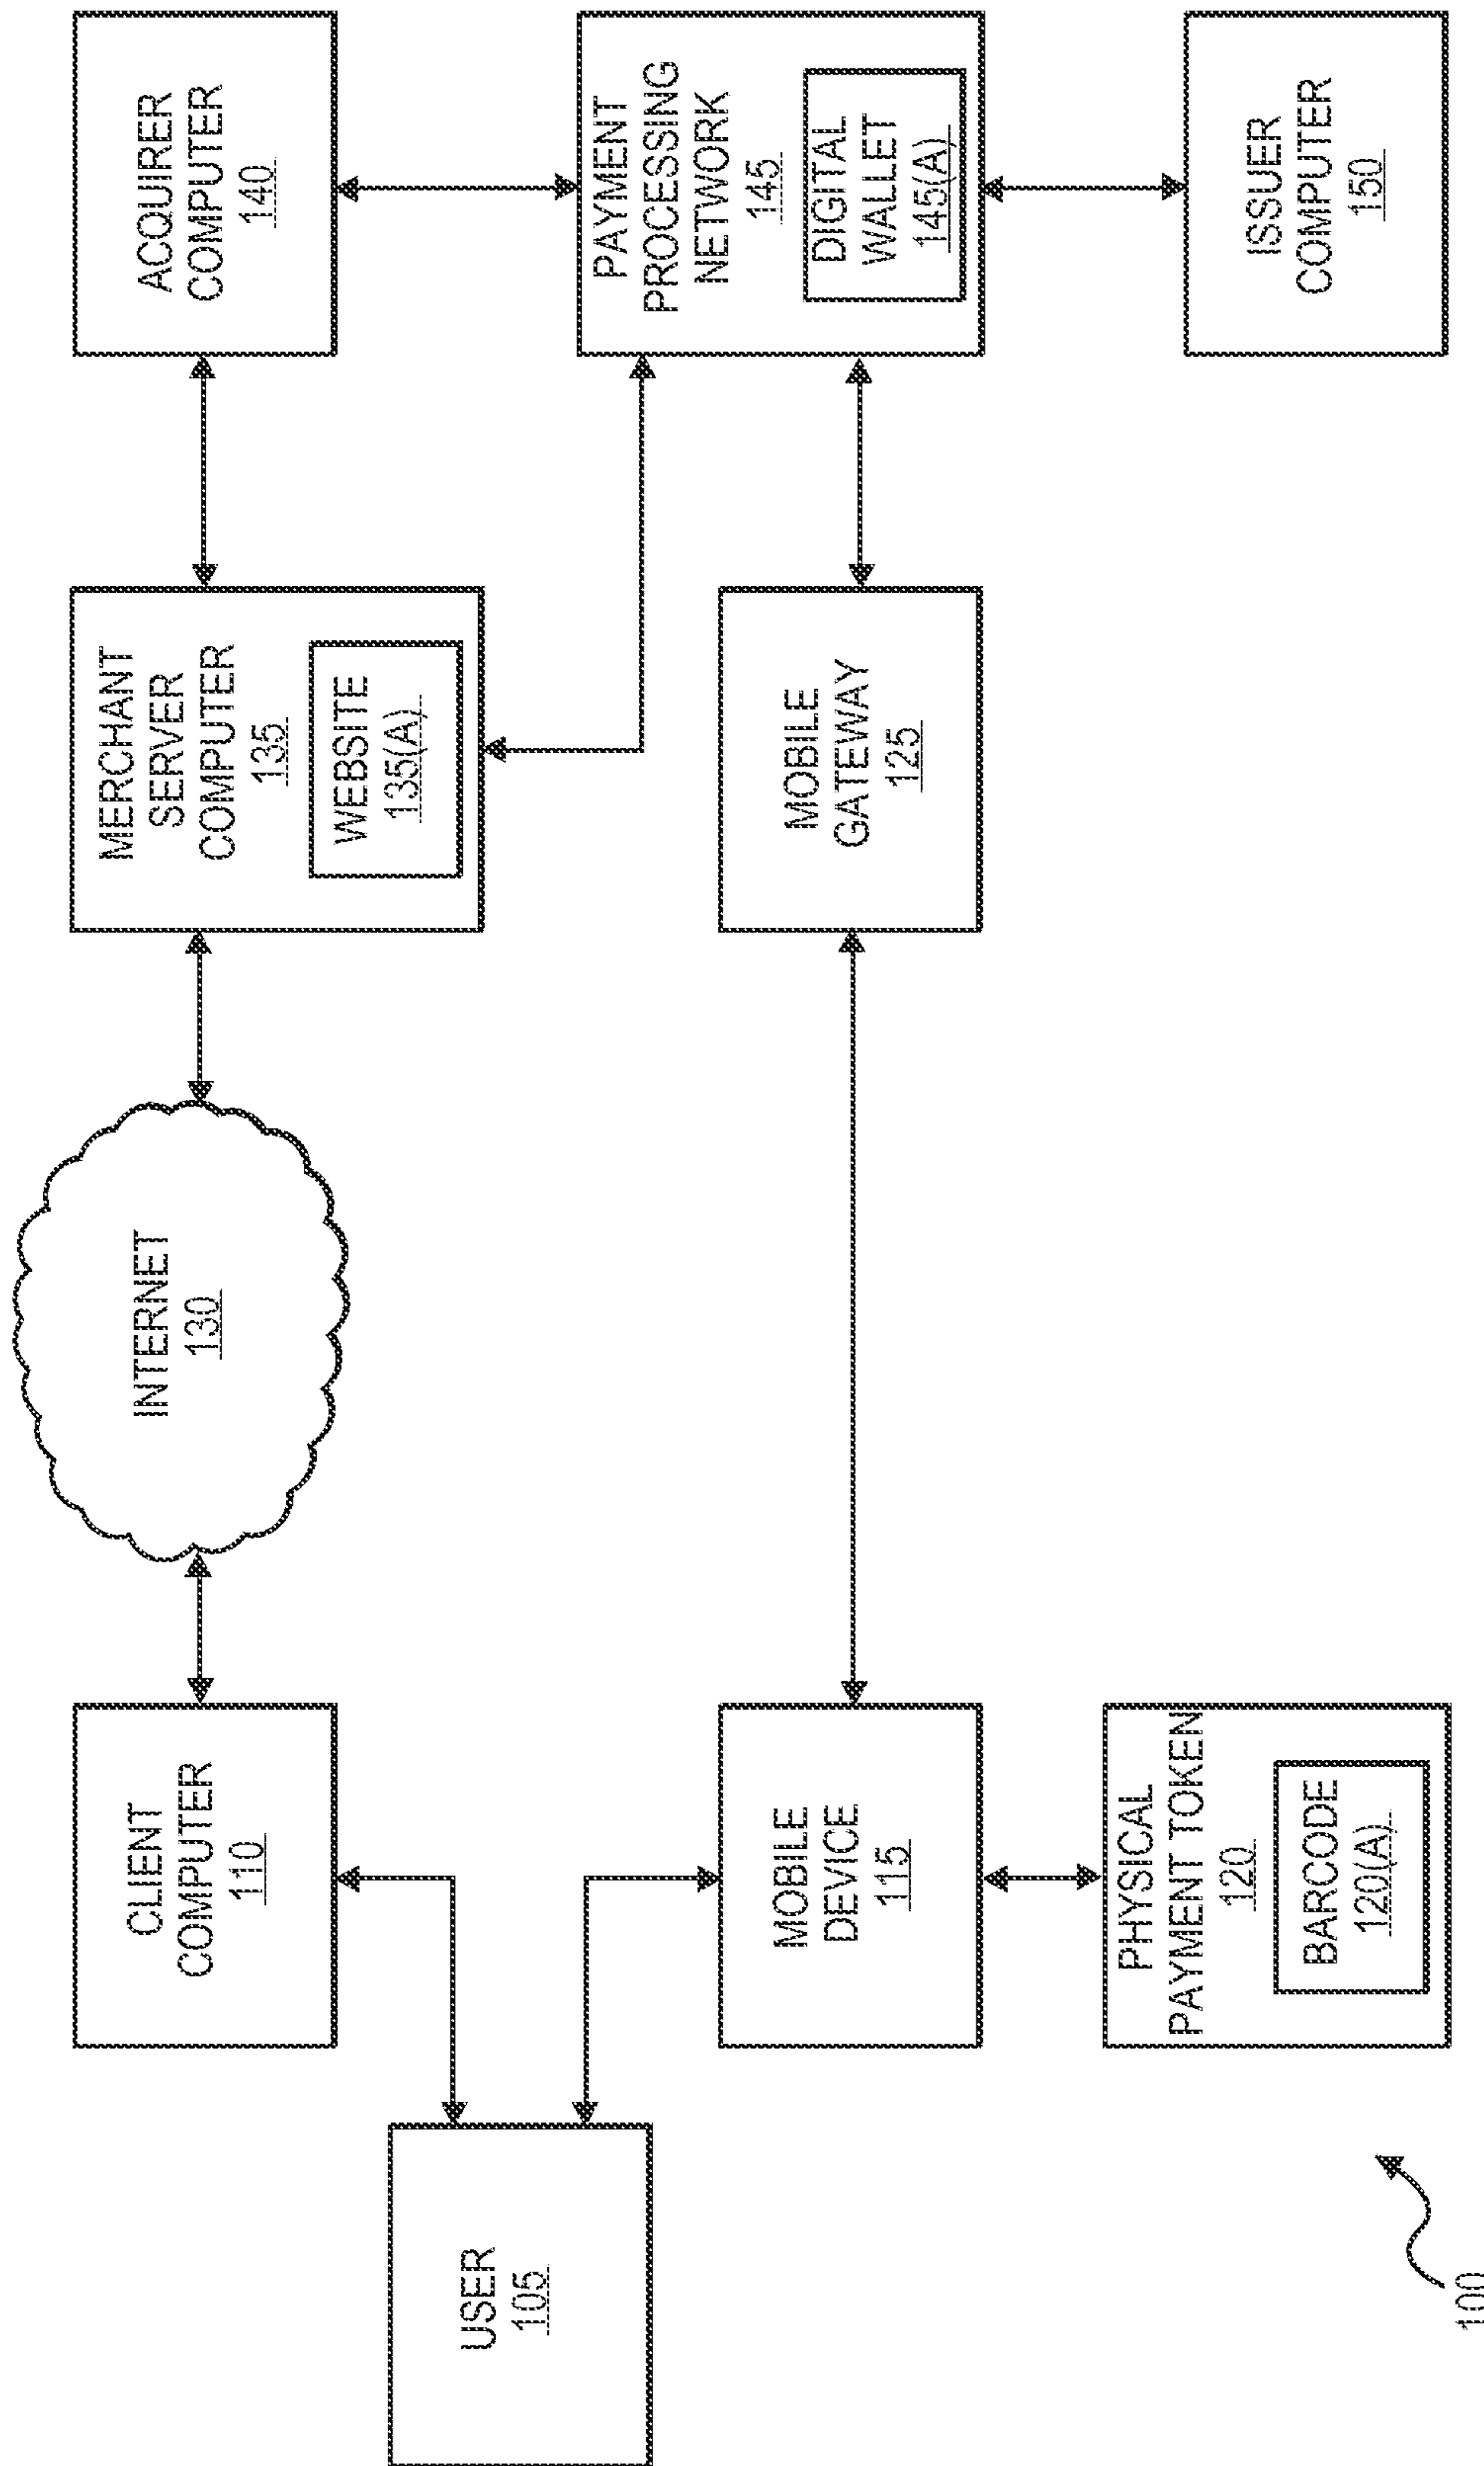 USER
105
CLIENT
COMPUTER
110
INTERNET
130
MERCHANT
SERVER
COMPUTER
135
WEBSITE
135(A)
ACQUIRER
COMPUTER
140
MOBILE
DEVICE
115
MOBILE
GATEWAY
125
PAYMENT
PROCESSING
NETWORK
145
DIGITAL
WALLET
145(A)
PHYSICAL
PAYMENT TOKEN
120
BARCODE
120(A)
ISSUER
COMPUTER
150
100